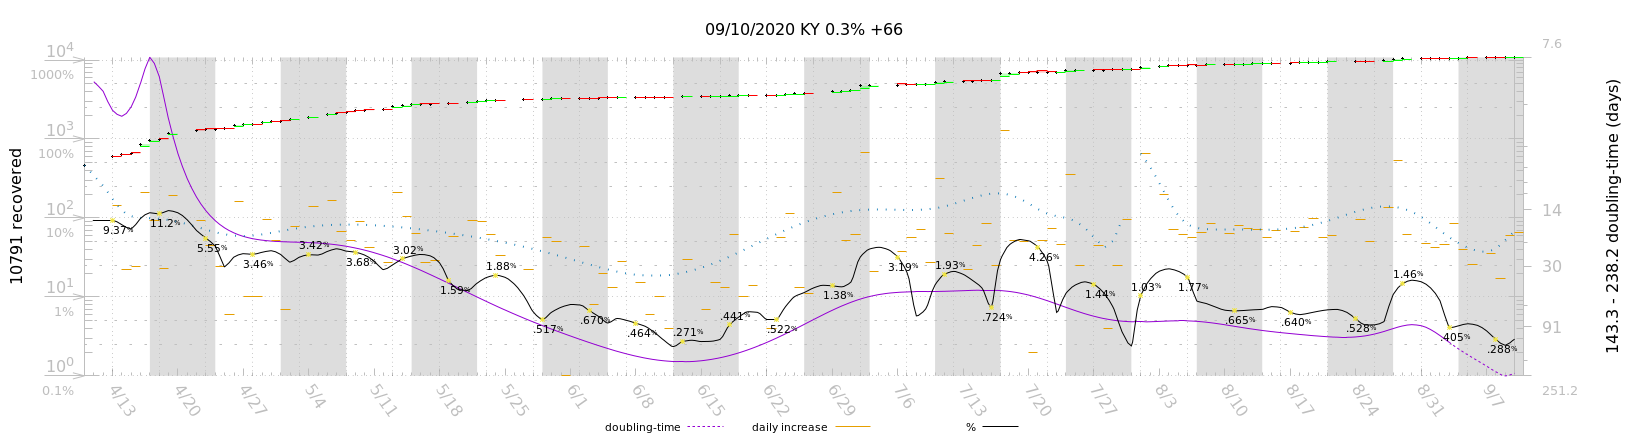 09/10/2020 KY 0.3% +66
10791 recovered
10⁴
1000%
10³
100%
10²
10%
10¹
1%
10⁰
0.1%
7.6
14
30
91
251.2
143.3 - 238.2 doubling-time (days)
9.37% 11.2% 5.55% 3.46% 3.42% 3.68% 3.02% 1.59% 1.88% .517% .670% .464% .271% .441% .522% 1.38% 3.19% 1.93% .724% 4.26% 1.44% 1.03% 1.77% .665% .640% .528% 1.46% .405% .288%
4/13 4/20 4/27 5/4 5/11 5/18 5/25 6/1 6/8 6/15 6/22 6/29 7/6 7/13 7/20 7/27 8/3 8/10 8/17 8/24 8/31 9/7
doubling-time daily increase %